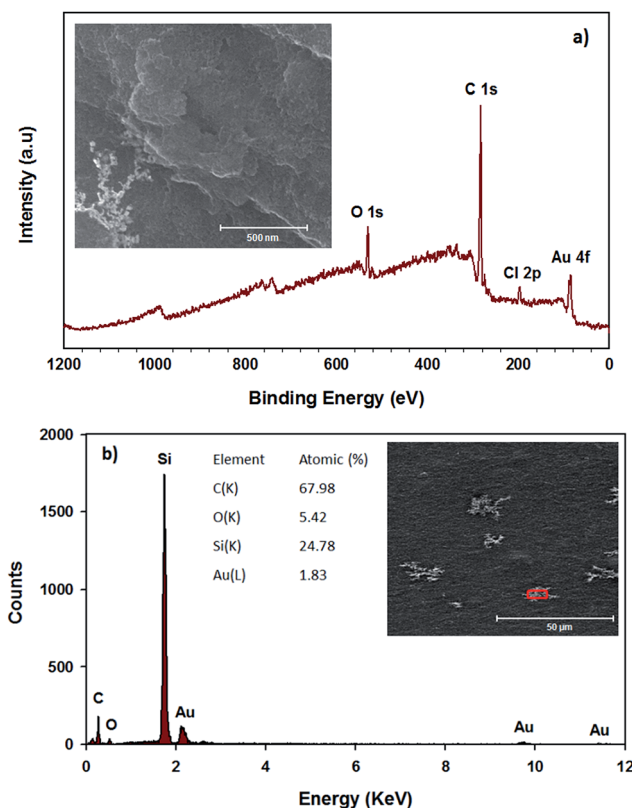 a)
C 1s
O 1s
Cl 2p
Au 4f
500 nm
Intensity (a.u)
1200 1000 800 600 400 200 0
Binding Energy (eV)
b)
2000
1500
1000
500
0
Si
Element Atomic (%)
C(K) 67.98
O(K) 5.42
Si(K) 24.78
Au(L) 1.83
50 µm
Counts
C
O
Au
Au
Au
0 2 4 6 8 10 12
Energy (KeV)